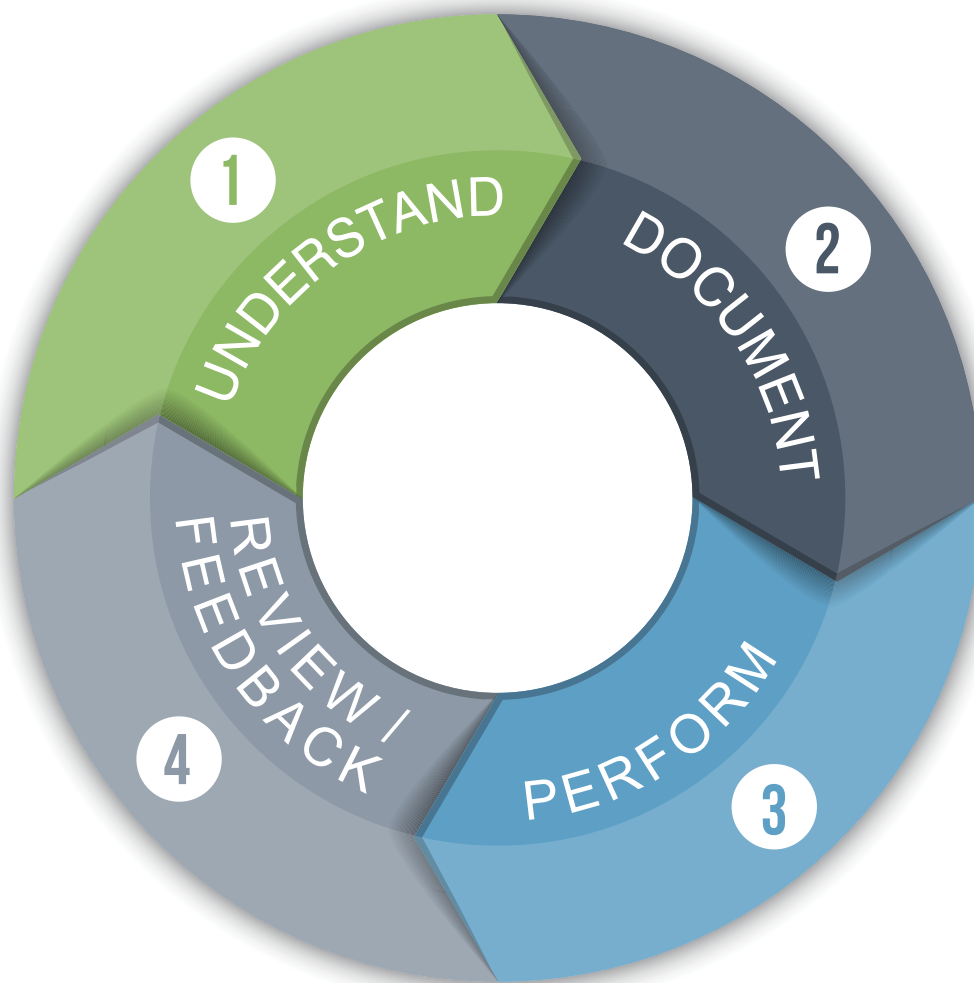 1
UNDERSTAND
2
DOCUMENT
3
PERFORM
4
REVIEW /
FEEDBACK